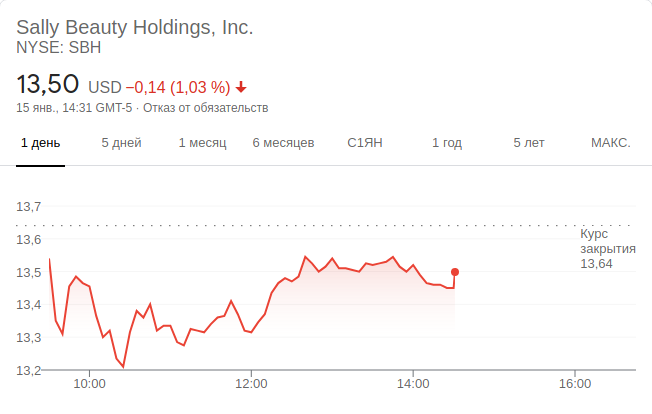 Sally Beauty Holdings, Inc.
NYSE: SBH
13,50 USD −0,14 (1,03 %)
15 янв., 14:31 GMT-5 · Отказ от обязательств
1 день 5 дней 1 месяц 6 месяцев С1ЯН 1 год 5 лет МАКС.
13,7
13,6
13,5
13,4
13,3
13,2
Курс
закрытия
13,64
10:00 12:00 14:00 16:00